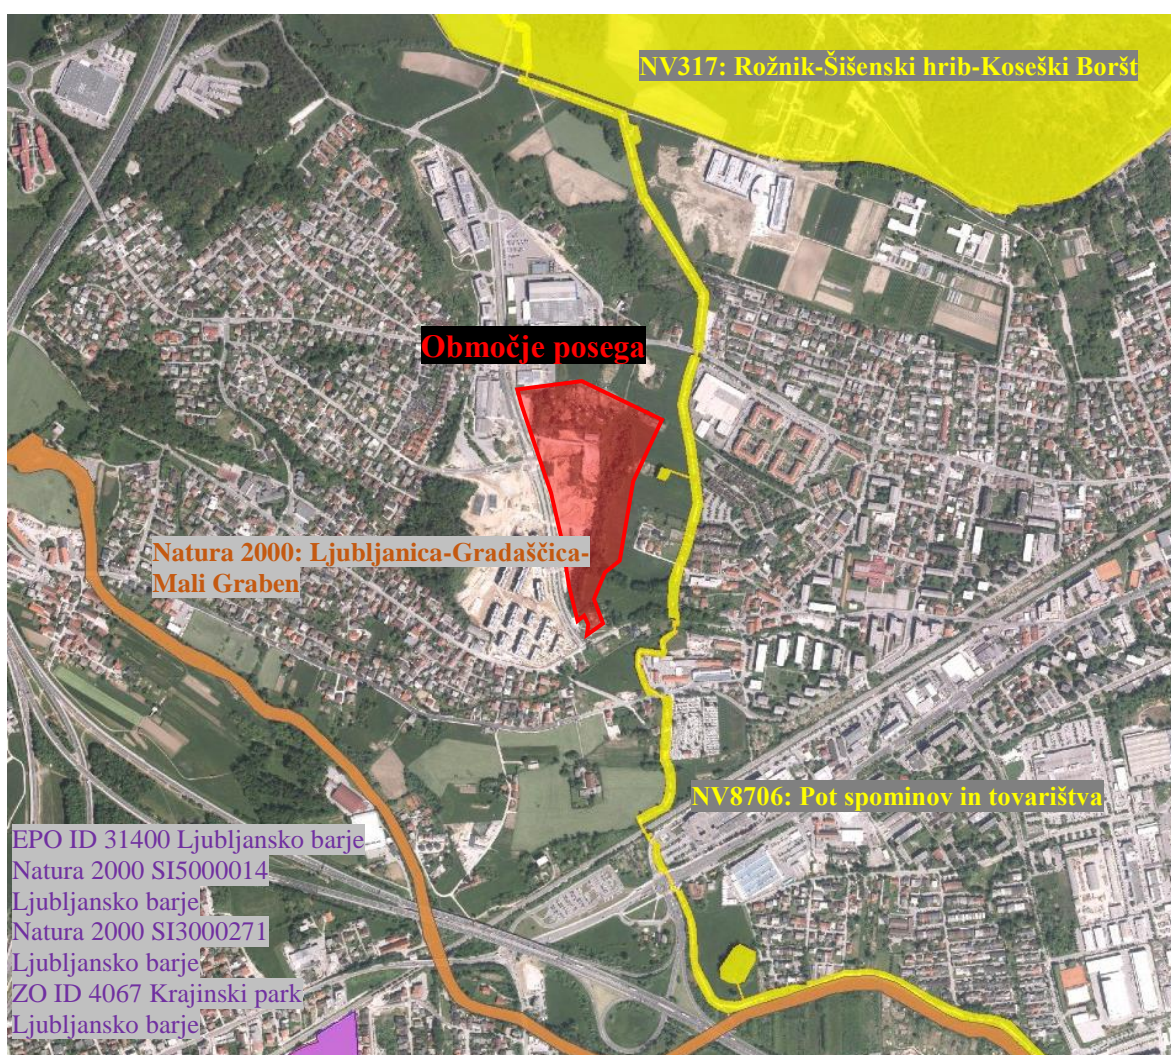 NV317: Rožnik-Šišenski hrib-Koseški Boršt
Območje posega
Natura 2000: Ljubljanica-Gradaščica-
Mali Graben
NV8706: Pot spominov in tovarištva
EPO ID 31400 Ljubljansko barje
Natura 2000 SI5000014
Ljubljansko barje
Natura 2000 SI3000271
Ljubljansko barje
ZO ID 4067 Krajinski park
Ljubljansko barje